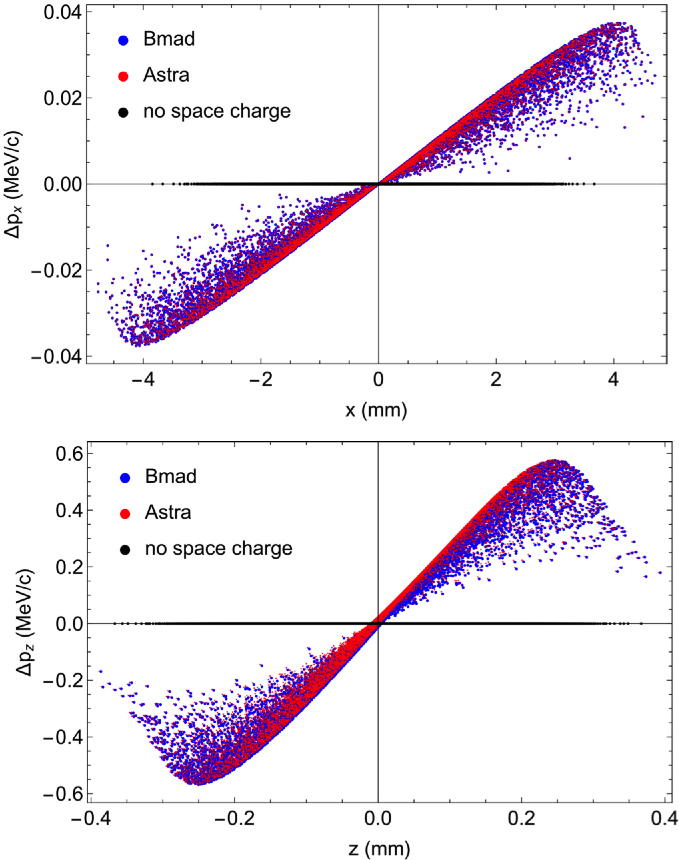 0.04
Bmad
Astra
0.02
no space charge
0.00
Δpx (MeV/c)
−0.02
−0.04
−4 −2 0 2 4
x (mm)
0.6
Bmad
0.4
Astra
no space charge
0.2
0.0
Δpz (MeV/c)
−0.2
−0.4
−0.6
−0.4 −0.2 0.0 0.2 0.4
z (mm)